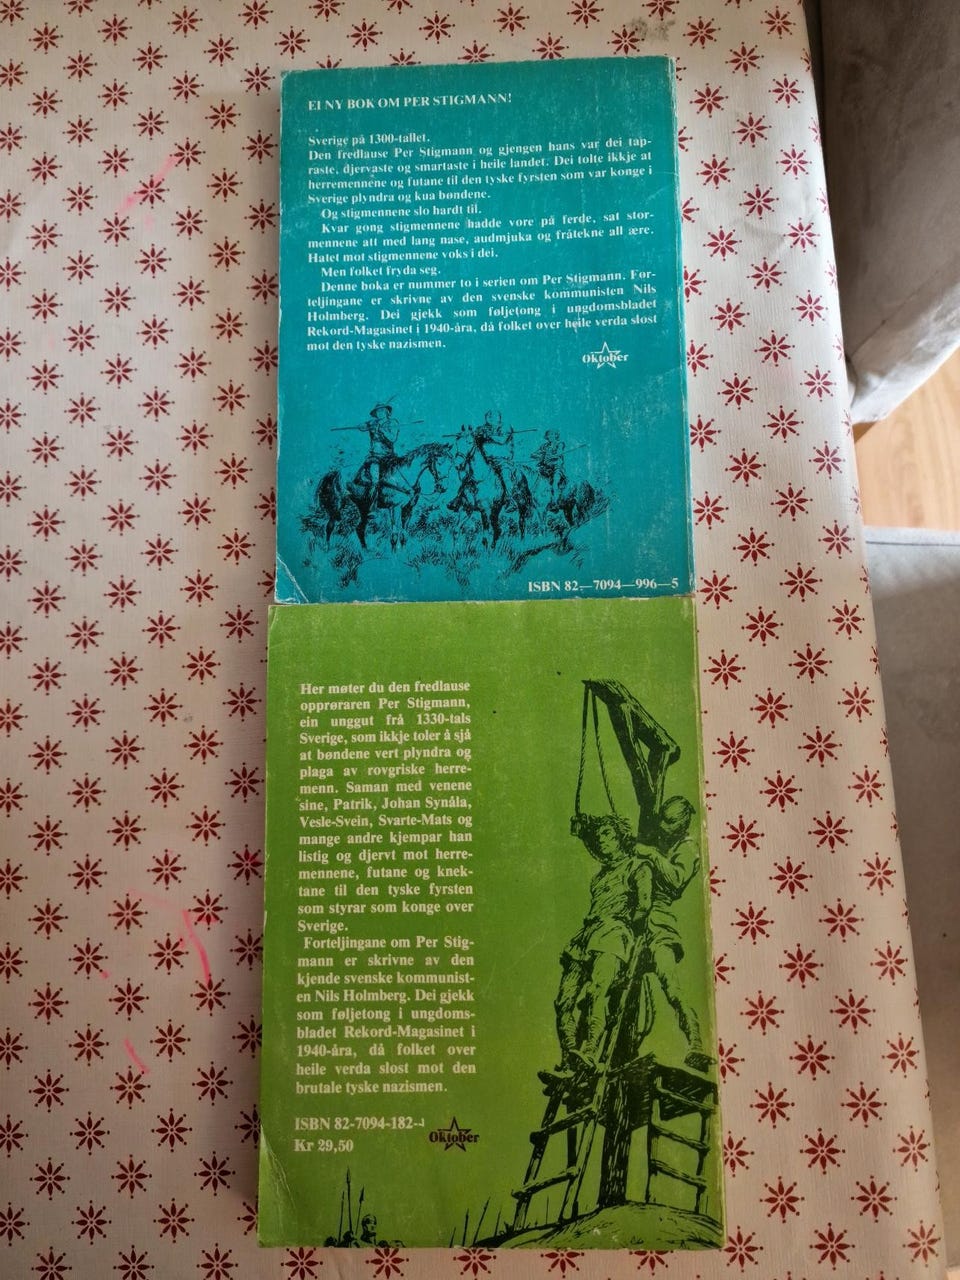 EI NY BOK OM PER STIGMANN!
Sverige på 1300-tallet.
Den fredlause Per Stigmann og gjengen hans var dei tap-
raste, djervaste og smartaste i heile landet. Dei tolte ikkje at
herremennene og futane til den tyske fyrsten som var konge i
Sverige plyndra og kua bøndene.
Og stigmennene slo hardt til.
Kvar gong stigmennene hadde vore på ferde, sat stor-
mennene att med lang nase, audmjuka og fråtekne all ære.
Hatet mot stigmennene voks i dei.
Men folket fryda seg.
Denne boka er nummer to i serien om Per Stigmann. For-
teljingane er skrivne av den svenske kommunisten Nils
Holmberg. Dei gjekk som føljetong i ungdomsbladet
Rekord-Magasinet i 1940-åra, då folket over heile verda slost
mot den tyske nazismen.
Oktober
ISBN 82—7094—996—5
Her møter du den fredlause
opprøraren Per Stigmann,
ein unggut frå 1330-tals
Sverige, som ikkje toler å sjå
at bøndene vert plyndra og
plaga av rovgriske herre-
menn. Saman med venene
sine, Patrik, Johan Synåla,
Vesle-Svein, Svarte-Mats og
mange andre kjempar han
listig og djervt mot herre-
mennene, futane og knek-
tane til den tyske fyrsten
som styrar som konge over
Sverige.
Forteljingane om Per Stig-
mann er skrivne av den
kjende svenske kommunist-
en Nils Holmberg. Dei gjekk
som føljetong i ungdoms-
bladet Rekord-Magasinet i
1940-åra, då folket over
heile verda slost mot den
brutale tyske nazismen.
ISBN 82-7094-182-4
Oktober
Kr 29,50